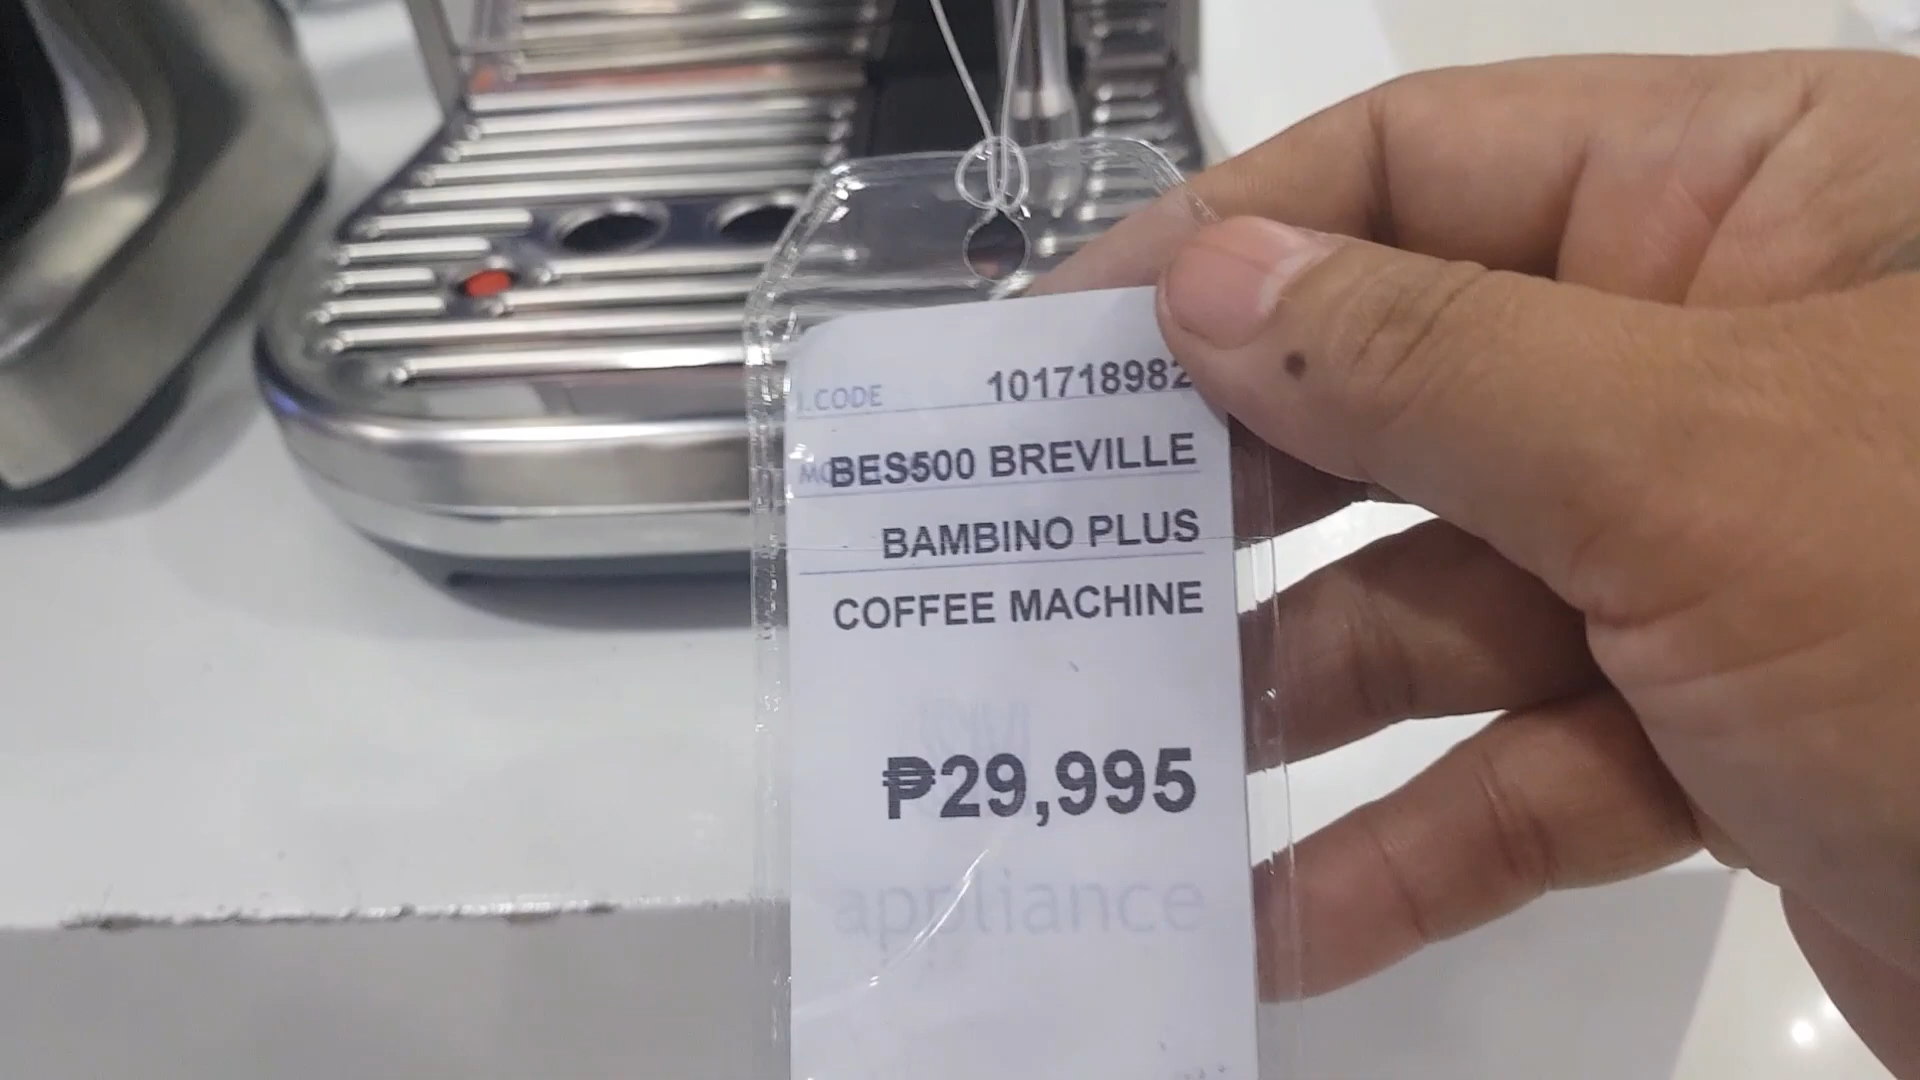 I.CODE 101718982
BES500 BREVILLE
BAMBINO PLUS
COFFEE MACHINE
₱29,995
appliance